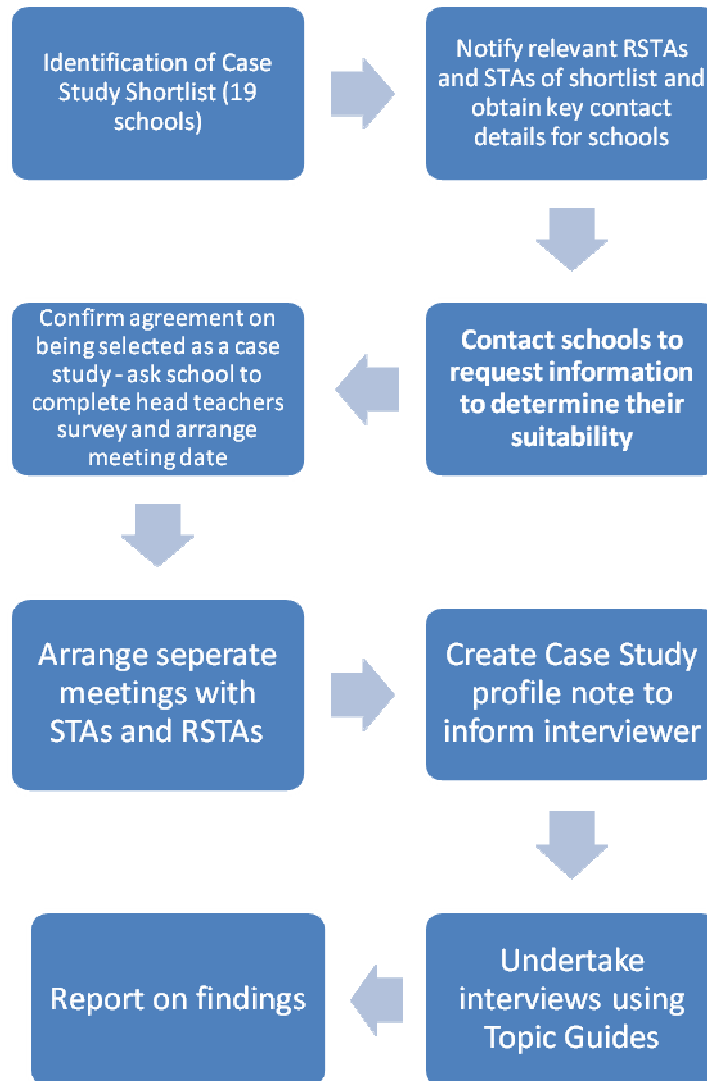 Identification of Case
Study Shortlist (19
schools)
Notify relevant RSTAs
and STAs of shortlist and
obtain key contact
details for schools
Contact schools to
request information
to determine their
suitability
Confirm agreement on
being selected as a case
study - ask school to
complete head teachers
survey and arrange
meeting date
Arrange seperate
meetings with
STAs and RSTAs
Create Case Study
profile note to
inform interviewer
Undertake
interviews using
Topic Guides
Report on findings